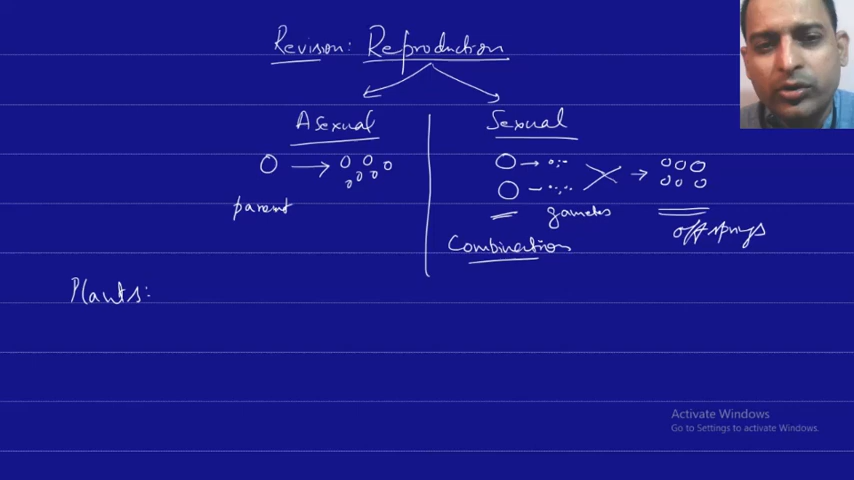 Revision: Reproduction
Asexual
Sexual
parent
gametes
offsprings
Combination
Plants:
Activate Windows
Go to Settings to activate Windows.